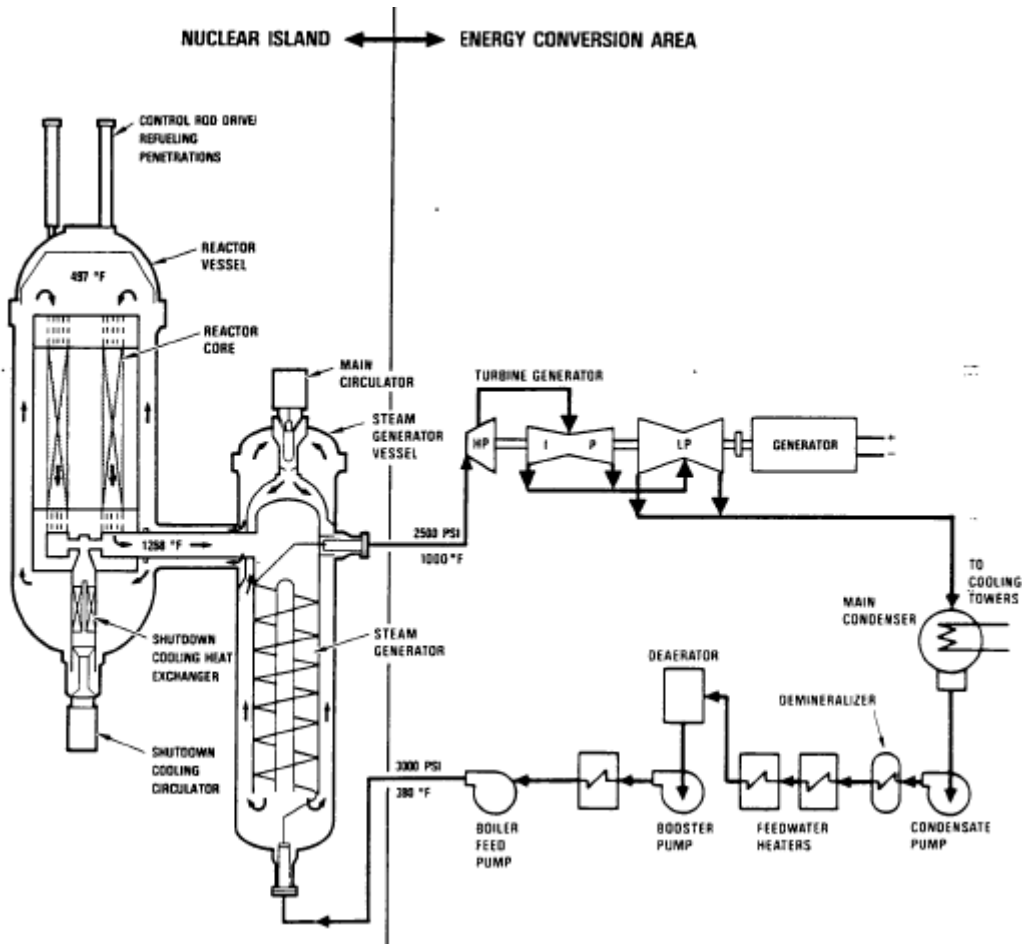 NUCLEAR ISLAND
ENERGY CONVERSION AREA
CONTROL ROD DRIVE/
REFUELING
PENETRATIONS
REACTOR
VESSEL
497 °F
REACTOR
CORE
MAIN
CIRCULATOR
STEAM
GENERATOR
VESSEL
TURBINE GENERATOR
HP
I P
LP
GENERATOR
+
–
1268 °F
2500 PSI
1000 °F
SHUTDOWN
COOLING HEAT
EXCHANGER
STEAM
GENERATOR
TO
COOLING
TOWERS
MAIN
CONDENSER
DEAERATOR
DEMINERALIZER
SHUTDOWN
COOLING
CIRCULATOR
3000 PSI
380 °F
BOILER
FEED
PUMP
BOOSTER
PUMP
FEEDWATER
HEATERS
CONDENSATE
PUMP